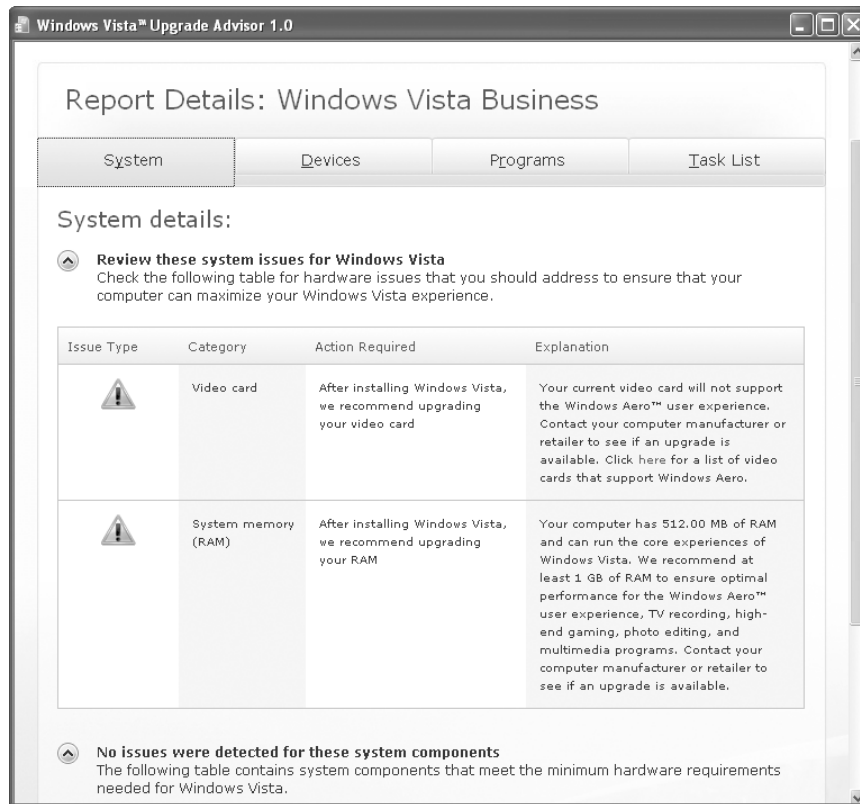 Windows Vista™ Upgrade Advisor 1.0
Report Details: Windows Vista Business
System Devices Programs Task List
System details:
Review these system issues for Windows Vista
Check the following table for hardware issues that you should address to ensure that your
computer can maximize your Windows Vista experience.
Issue Type Category Action Required Explanation
Video card
After installing Windows Vista,
we recommend upgrading
your video card
Your current video card will not support
the Windows Aero™ user experience.
Contact your computer manufacturer or
retailer to see if an upgrade is
available. Click here for a list of video
cards that support Windows Aero.
System memory
(RAM)
After installing Windows Vista,
we recommend upgrading
your RAM
Your computer has 512.00 MB of RAM
and can run the core experiences of
Windows Vista. We recommend at
least 1 GB of RAM to ensure optimal
performance for the Windows Aero™
user experience, TV recording, high-
end gaming, photo editing, and
multimedia programs. Contact your
computer manufacturer or retailer to
see if an upgrade is available.
No issues were detected for these system components
The following table contains system components that meet the minimum hardware requirements
needed for Windows Vista.